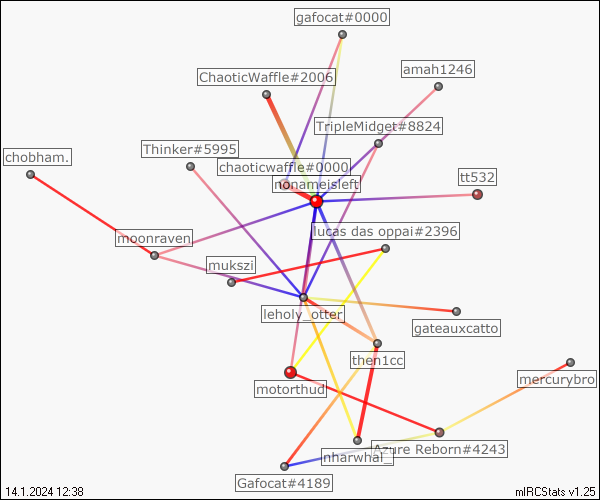 gafocat#0000
amah1246
ChaoticWaffle#2006
TripleMidget#8824
Thinker#5995
chobham.
chaoticwaffle#0000
tt532
nonameisleft
lucas das oppai#2396
moonraven
mukszi
leholy_otter
gateauxcatto
then1cc
mercurybro
motorthud
Azure Reborn#4243
nharwhal_
Gafocat#4189
14.1.2024 12:38
mIRCStats v1.25